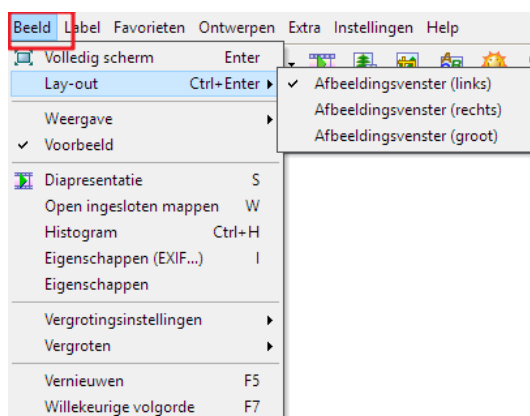 Beeld Label Favorieten Ontwerpen Extra Instellingen Help
Volledig scherm Enter
Lay-out Ctrl+Enter
Afbeeldingsvenster (links)
Afbeeldingsvenster (rechts)
Afbeeldingsvenster (groot)
Weergave
Voorbeeld
Diapresentatie S
Open ingesloten mappen W
Histogram Ctrl+H
Eigenschappen (EXIF...) I
Eigenschappen
Vergrotingsinstellingen
Vergroten
Vernieuwen F5
Willekeurige volgorde F7